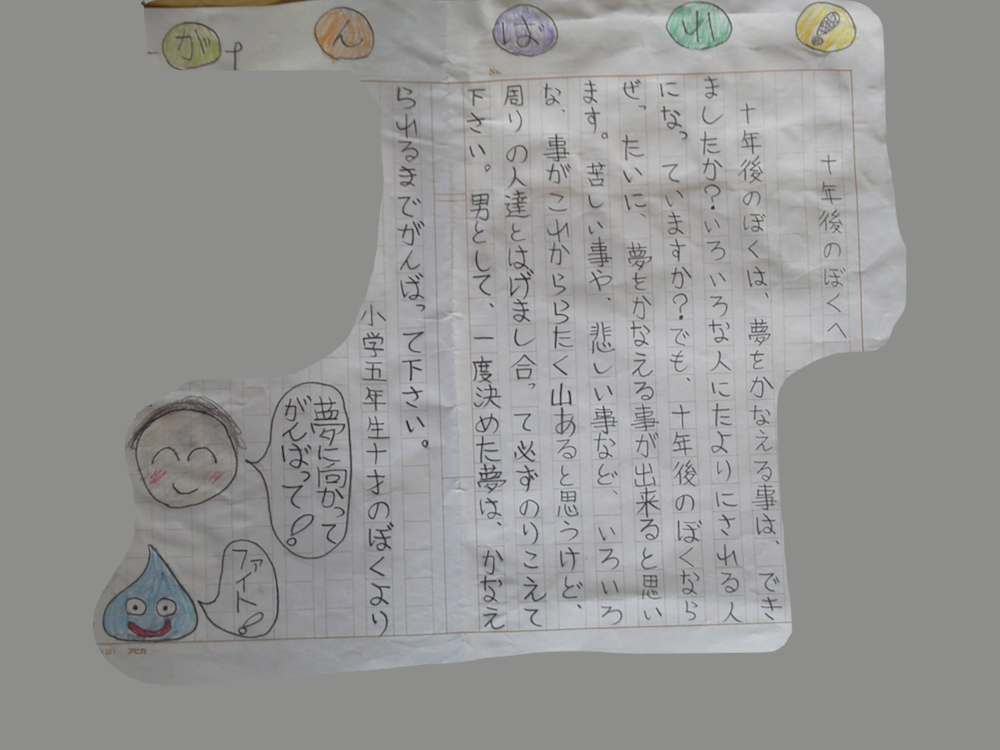 がんばれ！
No.
十年後のぼくへ
十年後のぼくは、夢をかなえる事は、でき
ましたか？いろいろな人にたよりにされる人
になっていますか？でも、十年後のぼくなら
ぜったいに、夢をかなえる事が出来ると思い
ます。苦しい事や、悲しい事など、いろいろ
な、事がこれかららたく山あると思うけど、
周りの人達とはげまし合って必ずのりこえて
下さい。男として、一度決めた夢は、かなえ
られるまでがんばって下さい。
小学五年生十才のぼくより
夢に向かって
がんばって！
ファイト！
アピカ